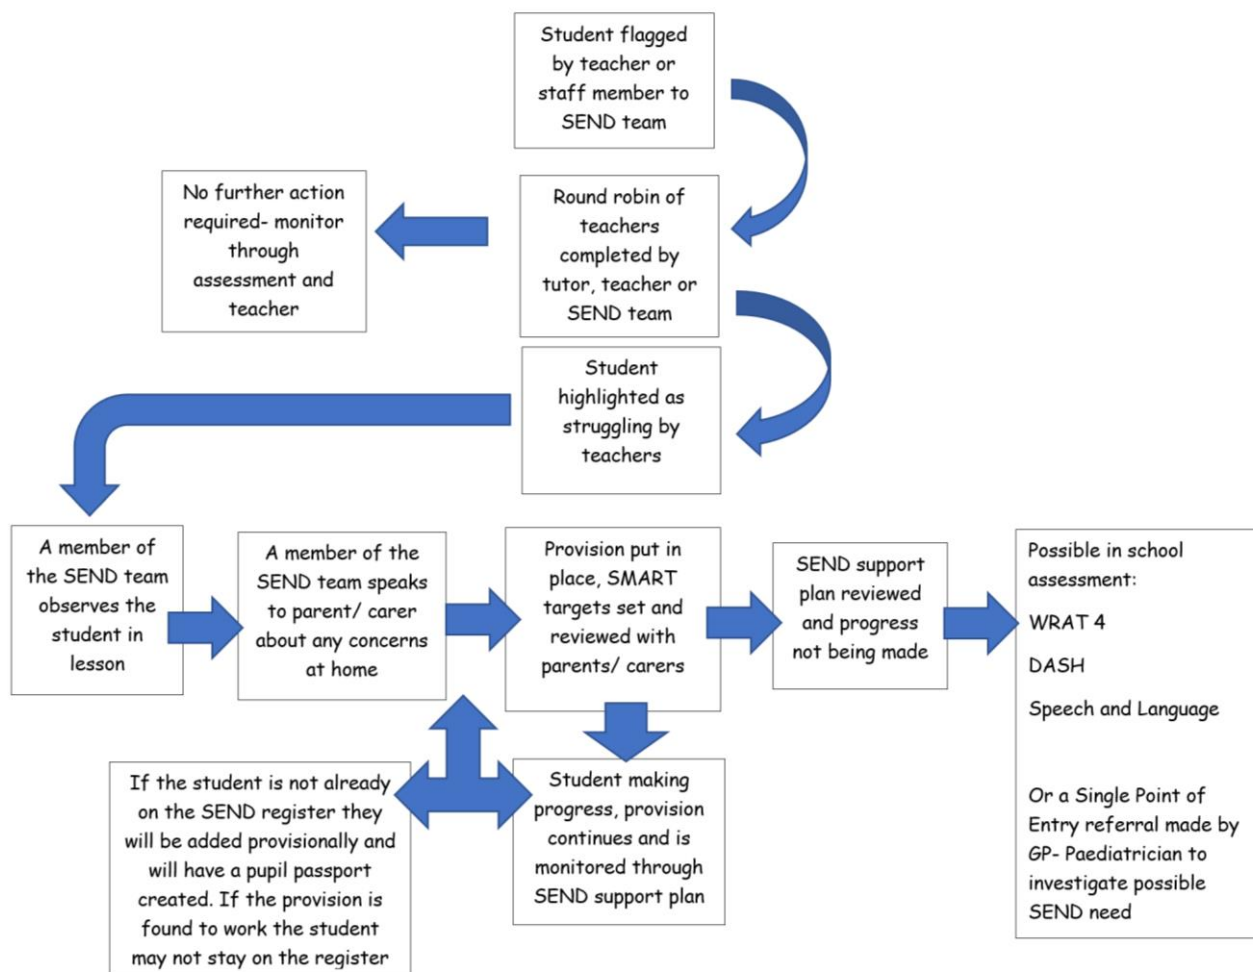 Student flagged
by teacher or
staff member to
SEND team
No further action
required- monitor
through
assessment and
teacher
Round robin of
teachers
completed by
tutor, teacher or
SEND team
Student
highlighted as
struggling by
teachers
A member of
the SEND team
observes the
student in
lesson
A member of the
SEND team speaks
to parent/ carer
about any concerns
at home
Provision put in
place, SMART
targets set and
reviewed with
parents/ carers
SEND support
plan reviewed
and progress
not being made
Possible in school
assessment:
WRAT 4
DASH
Speech and Language
Or a Single Point of
Entry referral made by
GP- Paediatrician to
investigate possible
SEND need
If the student is not already
on the SEND register they
will be added provisionally and
will have a pupil passport
created. If the provision is
found to work the student
may not stay on the register
Student making
progress, provision
continues and is
monitored through
SEND support plan